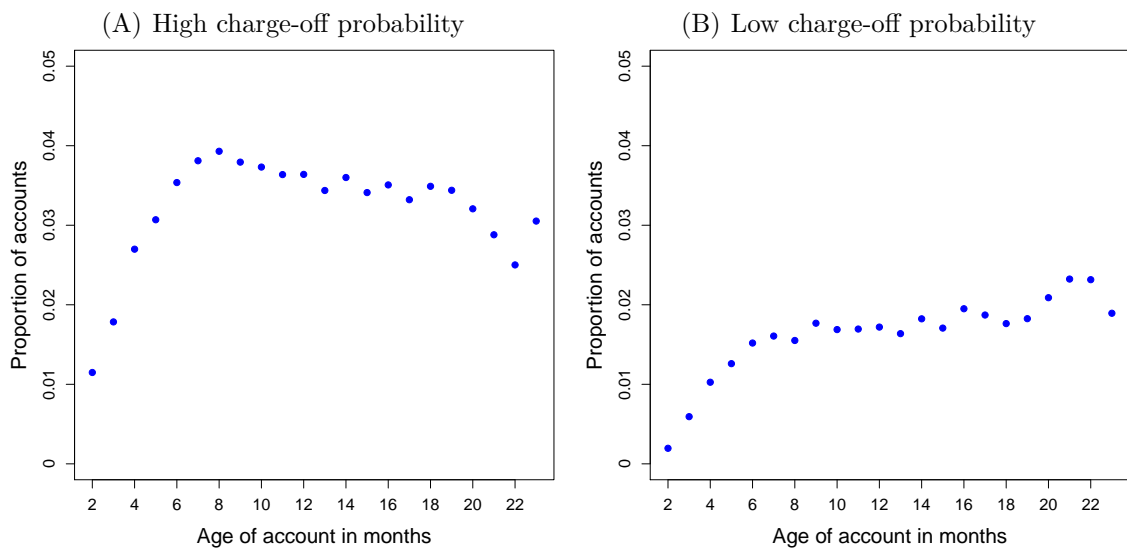 (A) High charge-off probability
0.05
0.04
0.03
0.02
0.01
0
Proportion of accounts
2 4 6 8 10 12 14 16 18 20 22
Age of account in months
(B) Low charge-off probability
0.05
0.04
0.03
0.02
0.01
0
Proportion of accounts
2 4 6 8 10 12 14 16 18 20 22
Age of account in months